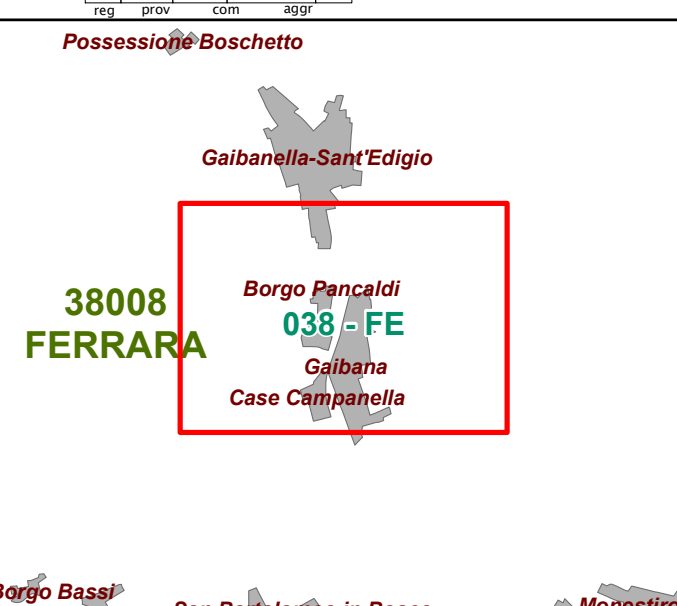 reg prov com aggr
Possessione Boschetto
Gaibanella-Sant'Edigio
Borgo Pancaldi
38008
FERRARA
038 - FE
Gaibana
Case Campanella
Borgo Bassi